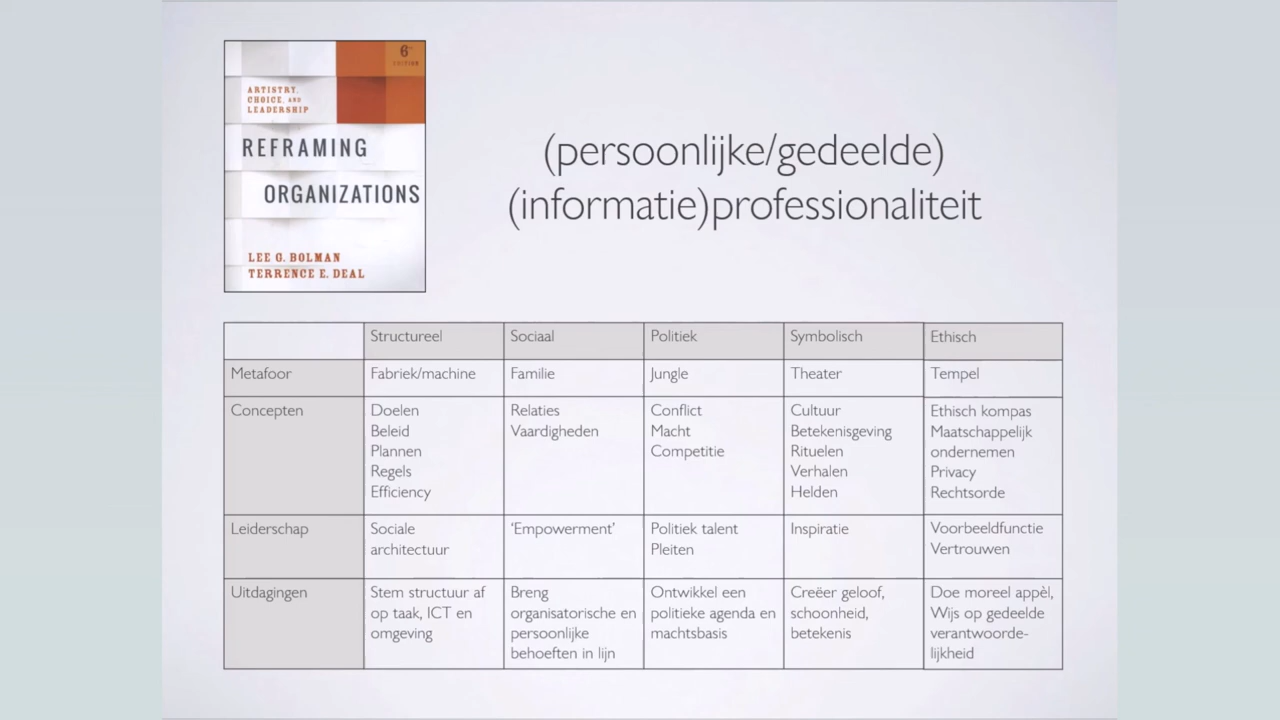 6th
EDITION
ARTISTRY,
CHOICE, AND
LEADERSHIP
REFRAMING
ORGANIZATIONS
LEE G. BOLMAN
TERRENCE E. DEAL
(persoonlijke/gedeelde)
(informatie)professionaliteit
Structureel Sociaal Politiek Symbolisch Ethisch
Metafoor Fabriek/machine Familie Jungle Theater Tempel
Concepten Doelen Relaties Conflict Cultuur Ethisch kompas
Beleid Vaardigheden Macht Betekenisgeving Maatschappelijk
Plannen Competitie Rituelen ondernemen
Regels Verhalen Privacy
Efficiency Helden Rechtsorde
Leiderschap Sociale ‘Empowerment’ Politiek talent Inspiratie Voorbeeldfunctie
architectuur Pleiten Vertrouwen
Uitdagingen Stem structuur af Breng Ontwikkel een Creëer geloof, Doe moreel appèl,
op taak, ICT en organisatorische en politieke agenda en schoonheid, Wijs op gedeelde
omgeving persoonlijke machtsbasis betekenis verantwoorde-
behoeften in lijn lijkheid